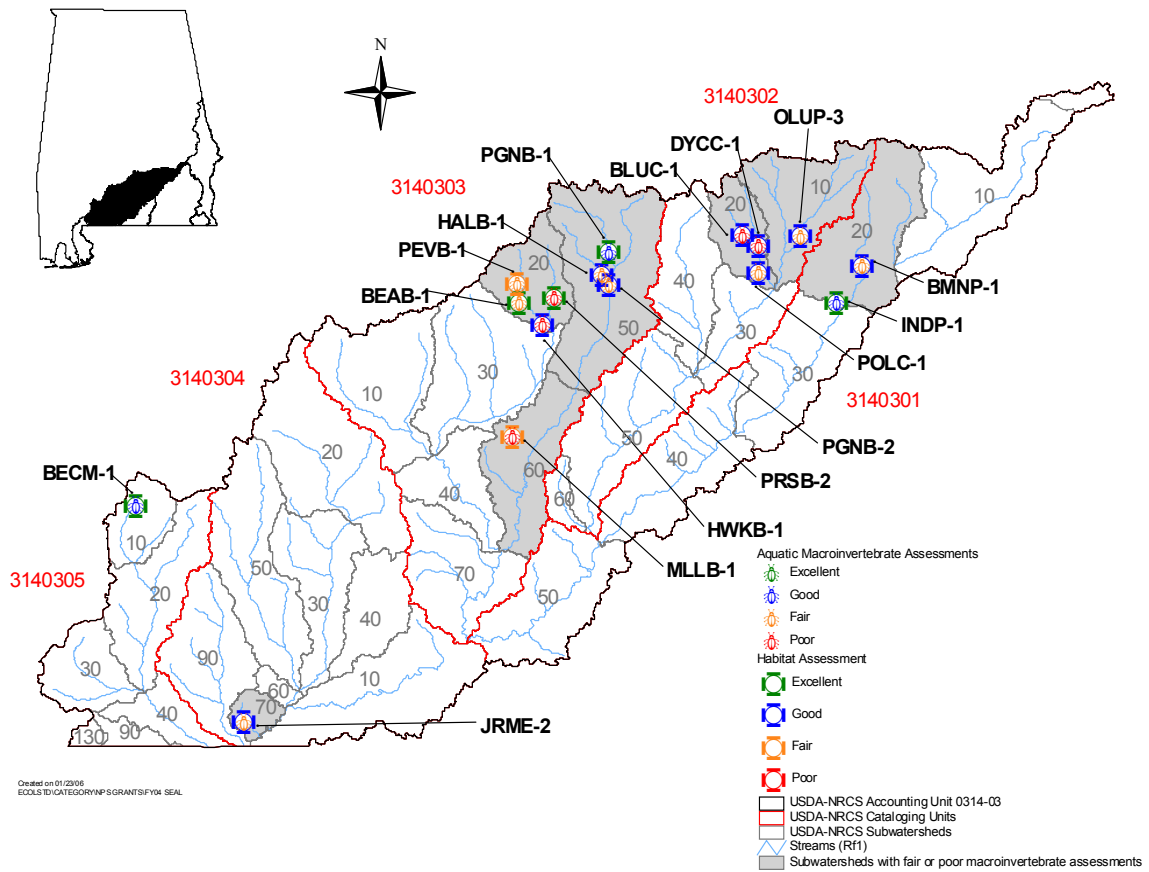 N
3140302
OLUP-3
DYCC-1
PGNB-1
BLUC-1
3140303
10
10
HALB-1
20
PEVB-1
20
20
BMNP-1
BEAB-1
40
INDP-1
50
30
POLC-1
30
30
3140304
10
3140301
50
PGNB-2
20
40
PRSB-2
BECM-1
60
60
40
HWKB-1
10
MLLB-1
3140305
50
70
20
30
50
40
90
30
10
60
40
70
130
90
JRME-2
Aquatic Macroinvertebrate Assessments
Excellent
Good
Fair
Poor
Habitat Assessment
Excellent
Good
Fair
Poor
USDA-NRCS Accounting Unit 0314-03
USDA-NRCS Cataloging Units
USDA-NRCS Subwatersheds
Streams (Rf1)
Subwatersheds with fair or poor macroinvertebrate assessments
Created on 01/23/06
ECOLSTD\CATEGORY\NPSGRANTS\FY04 SEAL